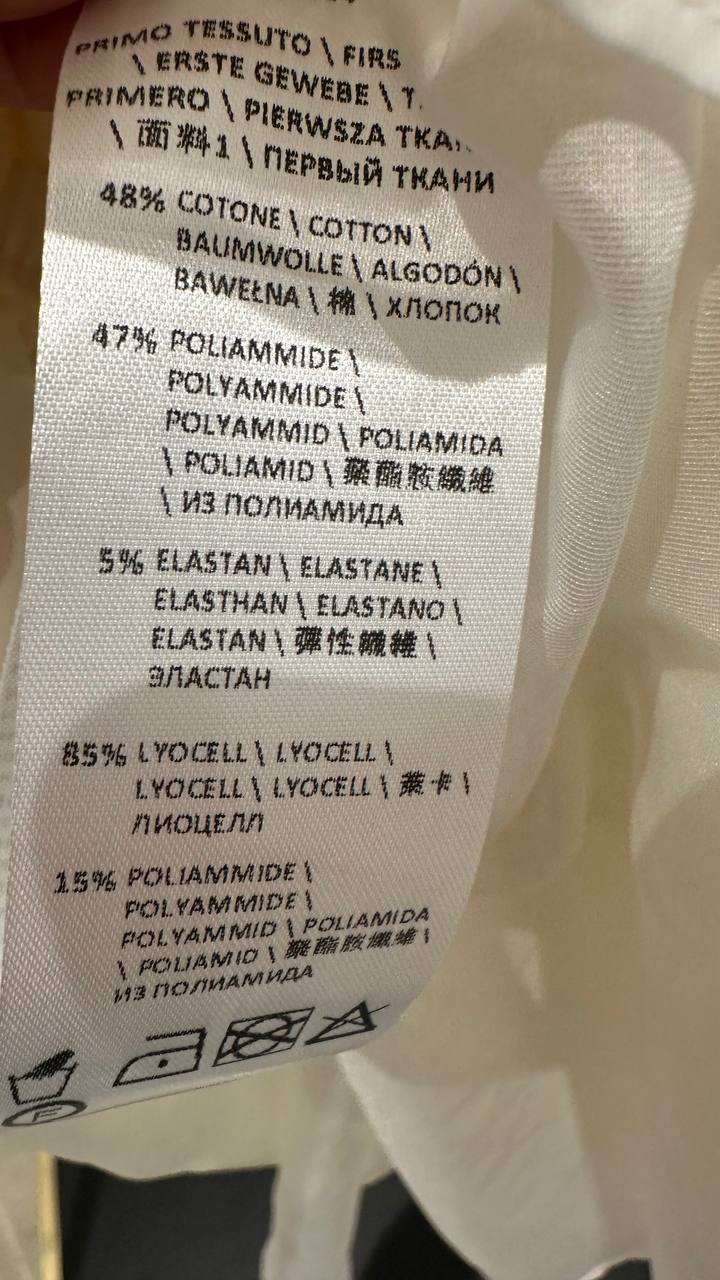 PRIMO TESSUTO \ FIRS
\ ERSTE GEWEBE \ T
PRIMERO \ PIERWSZA TKA
\ 面料1 \ ПЕРВЫЙ ТКАНИ
48% COTONE \ COTTON \
BAUMWOLLE \ ALGODÓN \
BAWEŁNA \ 棉 \ ХЛОПОК
47% POLIAMMIDE \
POLYAMMIDE \
POLYAMMID \ POLIAMIDA
\ POLIAMID \ 聚酯胺纖維
\ ИЗ ПОЛИАМИДА
5% ELASTAN \ ELASTANE \
ELASTHAN \ ELASTANO \
ELASTAN \ 彈性纖維 \
ЭЛАСТАН
85% LYOCELL \ LYOCELL \
LYOCELL \ LYOCELL \ 萊卡 \
ЛИОЦЕЛЛ
15% POLIAMMIDE \
POLYAMMIDE \
POLYAMMID \ POLIAMIDA
\ POLIAMID \ 聚酯胺纖維 \
ИЗ ПОЛИАМИДА
F